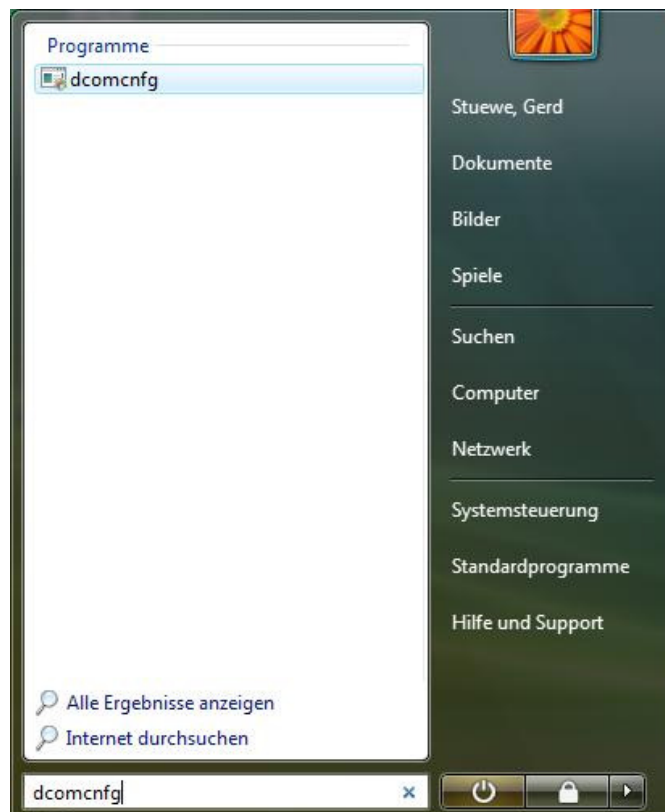 Programme
dcomcnfg
Alle Ergebnisse anzeigen
Internet durchsuchen
dcomcnfg
Stuewe, Gerd
Dokumente
Bilder
Spiele
Suchen
Computer
Netzwerk
Systemsteuerung
Standardprogramme
Hilfe und Support